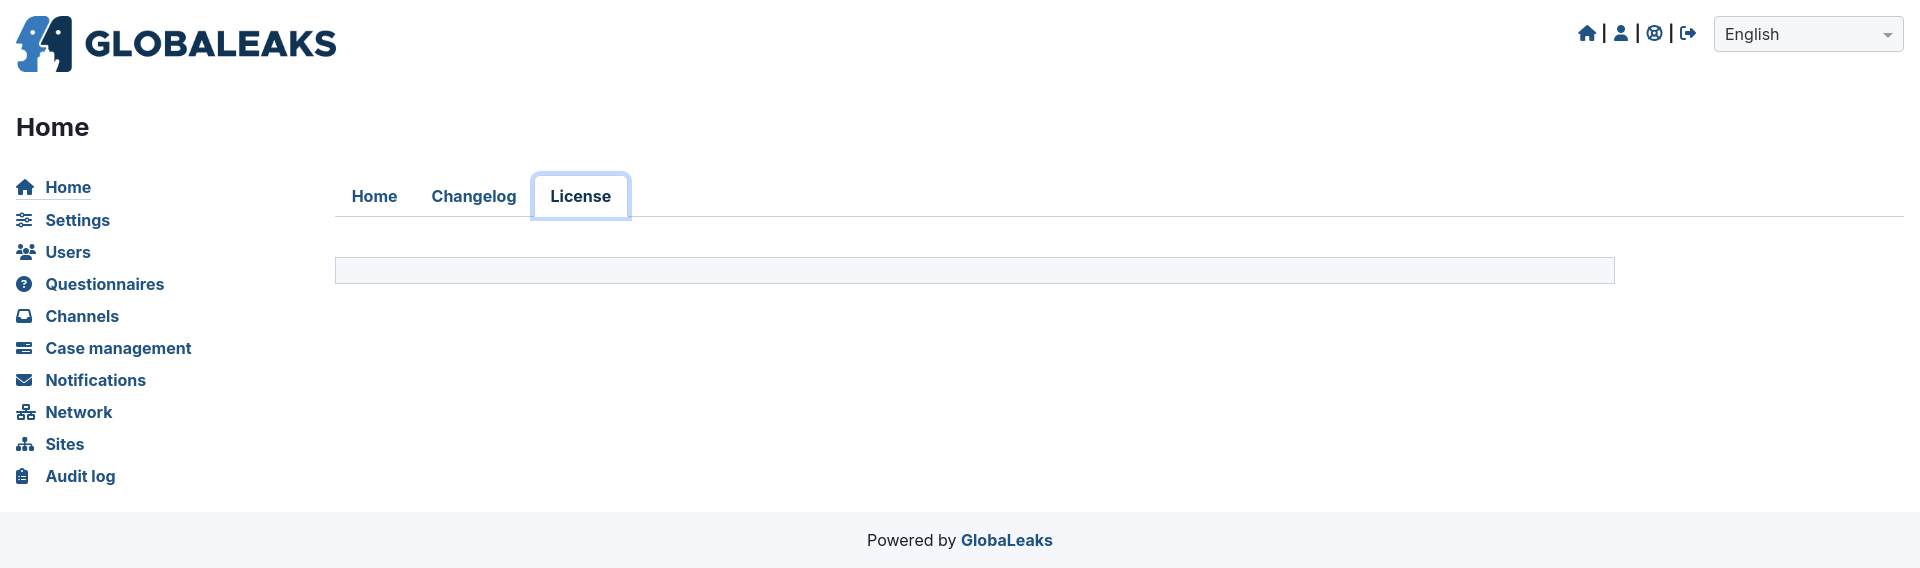 GLOBALEAKS
| | |
English
Home
Home
Settings
Users
Questionnaires
Channels
Case management
Notifications
Network
Sites
Audit log
Home Changelog License
Powered by GlobaLeaks